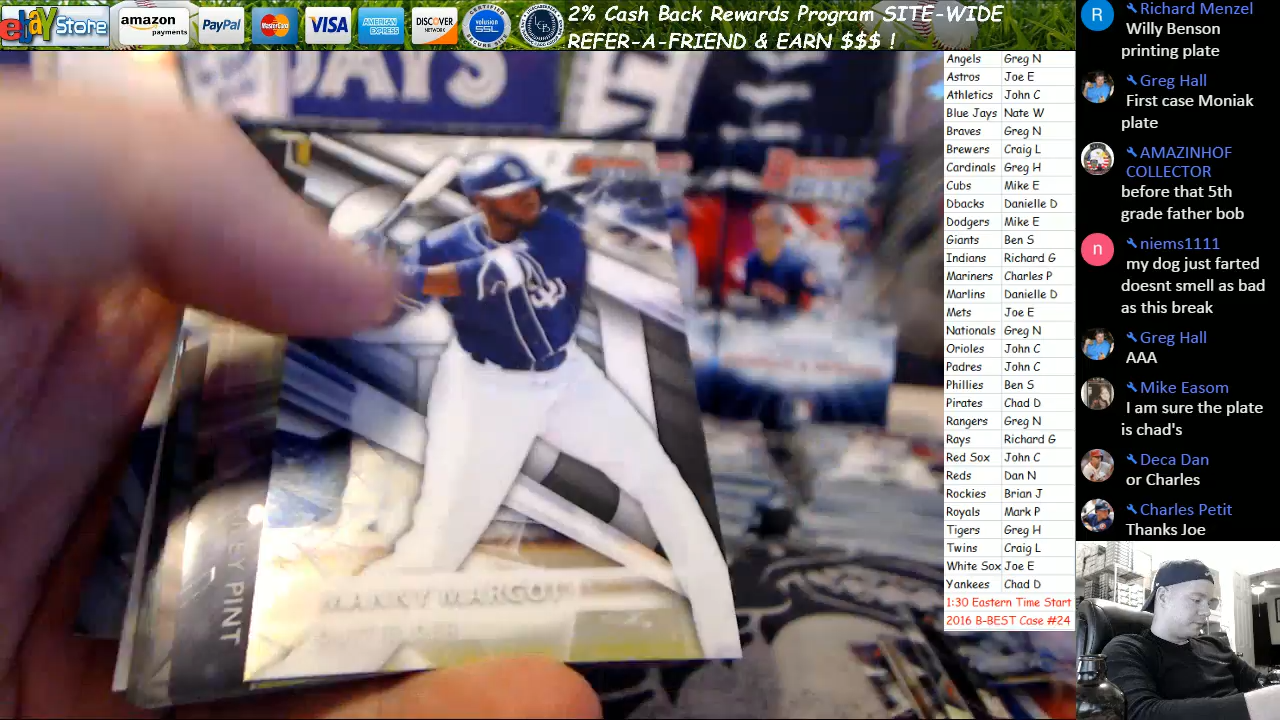 ebay Store
amazon payments
PayPal
MasterCard
VISA
AMERICAN EXPRESS
DISCOVER NETWORK
volusion SSL
2% Cash Back Rewards Program SITE-WIDE
REFER-A-FRIEND & EARN $$$ !
DAYS
MARGOT
PINT
Angels Greg N
Astros Joe E
Athletics John C
Blue Jays Nate W
Braves Greg N
Brewers Craig L
Cardinals Greg H
Cubs Mike E
Dbacks Danielle D
Dodgers Mike E
Giants Ben S
Indians Richard G
Mariners Charles P
Marlins Danielle D
Mets Joe E
Nationals Greg N
Orioles John C
Padres John C
Phillies Ben S
Pirates Chad D
Rangers Greg N
Rays Richard G
Red Sox John C
Reds Dan N
Rockies Brian J
Royals Mark P
Tigers Greg H
Twins Craig L
White Sox Joe E
Yankees Chad D
1:30 Eastern Time Start
2016 B-BEST Case #24
R Richard Menzel
Willy Benson
printing plate
Greg Hall
First case Moniak
plate
AMAZINHOF
COLLECTOR
before that 5th
grade father bob
n niems1111
my dog just farted
doesnt smell as bad
as this break
Greg Hall
AAA
Mike Easom
I am sure the plate
is chad's
Deca Dan
or Charles
Charles Petit
Thanks Joe